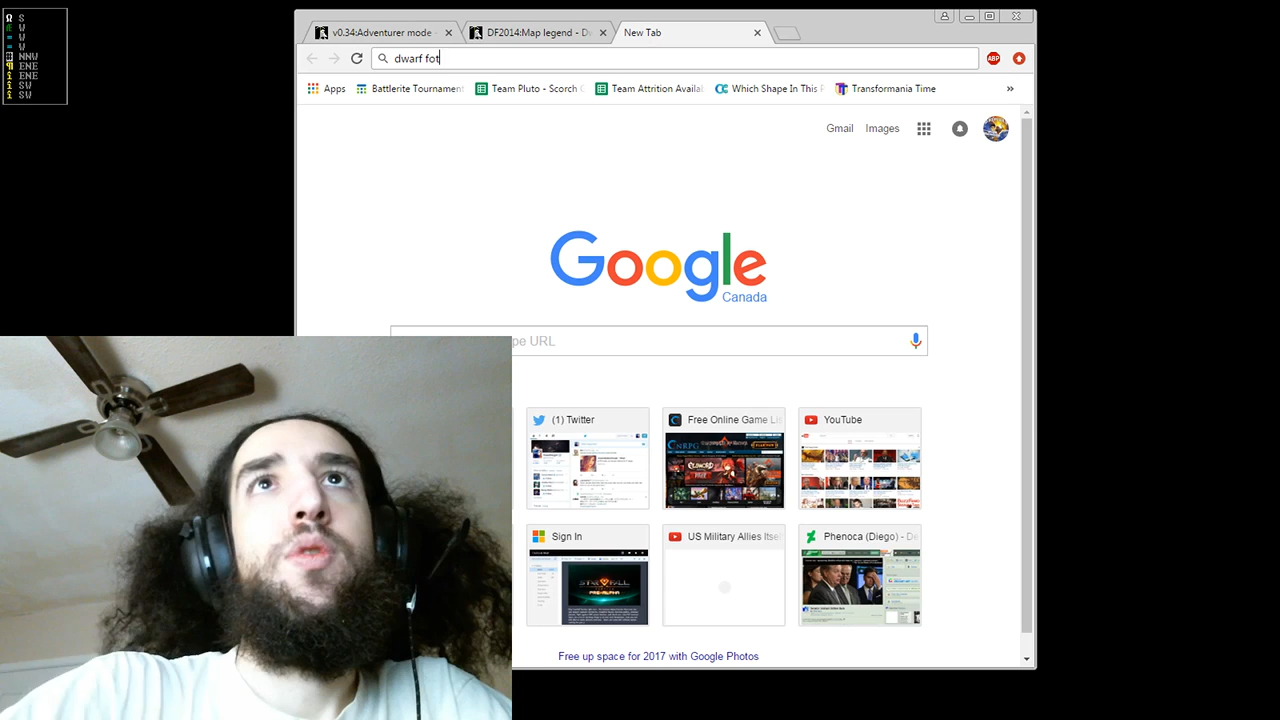 Ω S
Æ W
= W
= W
NNW
¶ ENE
î ENE
î SW
î SW
v0.34:Adventurer mode
DF2014:Map legend - D
New Tab
dwarf fot
ABP
Apps
Battlerite Tournament
Team Pluto - Scorch
Team Attrition Availa
Which Shape In This
Transformania Time
»
Gmail Images
Google
Canada
pe URL
(1) Twitter
Free Online Game Li
YouTube
Sign In
US Military Allies Itse
Phenoca (Diego) - De
Free up space for 2017 with Google Photos